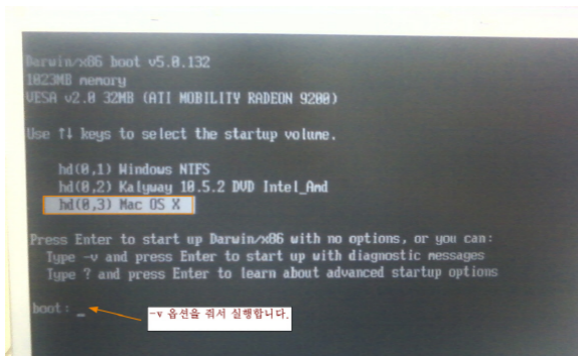 Darwin/x86 boot v5.0.132
1023MB memory
VESA v2.0 32MB (ATI MOBILITY RADEON 9200)
Use ↑↓ keys to select the startup volume.
hd(0,1) Windows NTFS
hd(0,2) Kalyway 10.5.2 DVD Intel_Amd
hd(0,3) Mac OS X
Press Enter to start up Darwin/x86 with no options, or you can:
Type -v and press Enter to start up with diagnostic messages
Type ? and press Enter to learn about advanced startup options
boot: _
-v 옵션을 줘서 실행합니다.